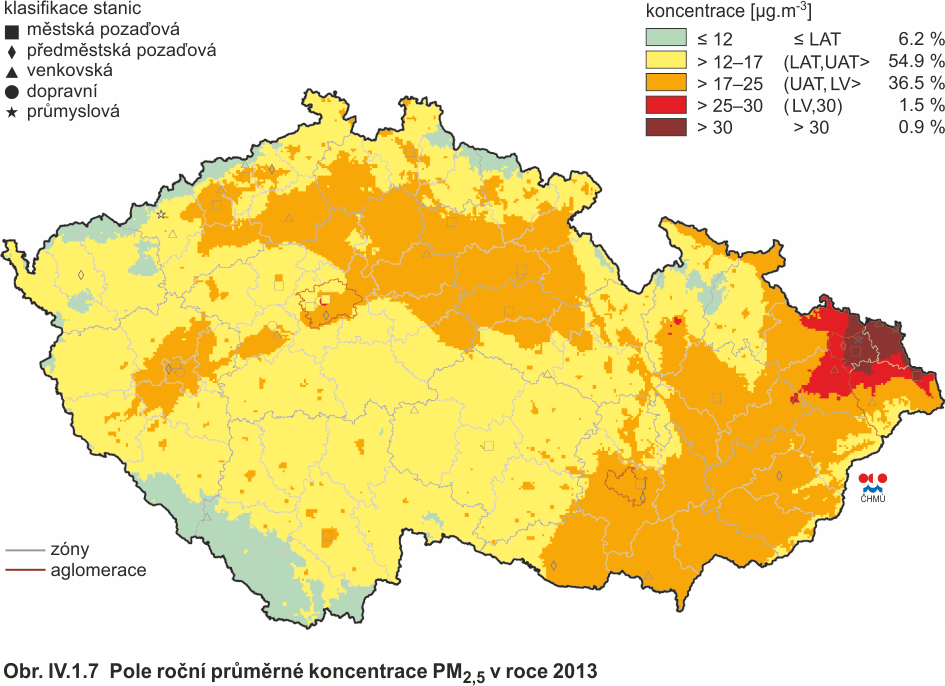 klasifikace stanic
městská pozaďová
předměstská pozaďová
venkovská
dopravní
průmyslová
koncentrace [µg.m-3]
≤ 12 ≤ LAT 6.2 %
> 12–17 (LAT,UAT> 54.9 %
> 17–25 (UAT, LV> 36.5 %
> 25–30 ( LV,30) 1.5 %
> 30 > 30 0.9 %
ČHMÚ
zóny
aglomerace
Obr. IV.1.7 Pole roční průměrné koncentrace PM2,5 v roce 2013